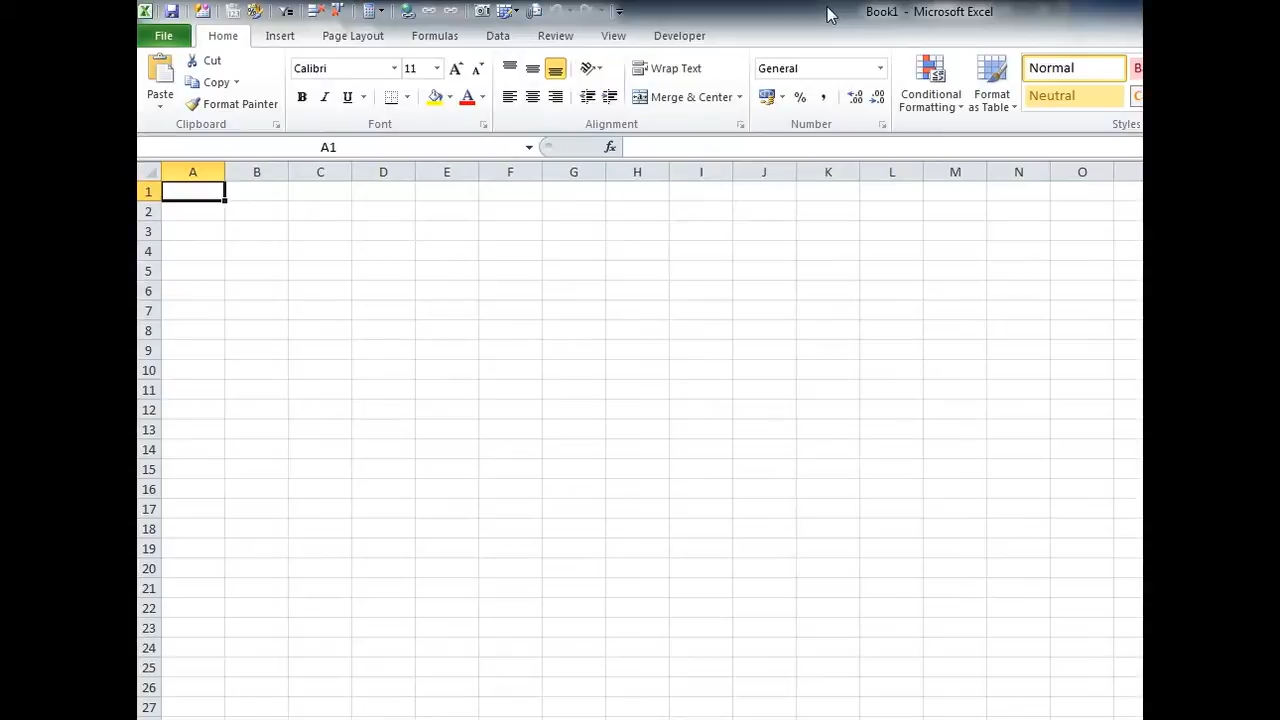 Book1 - Microsoft Excel
File Home Insert Page Layout Formulas Data Review View Developer
Cut
Copy
Format Painter
Paste
Clipboard
Calibri 11
B I U A
Font
Wrap Text
Merge & Center
Alignment
General
% ,
Number
Conditional Formatting
Format as Table
Normal
Neutral
Styles
A1 fx
A B C D E F G H I J K L M N O
1
2
3
4
5
6
7
8
9
10
11
12
13
14
15
16
17
18
19
20
21
22
23
24
25
26
27